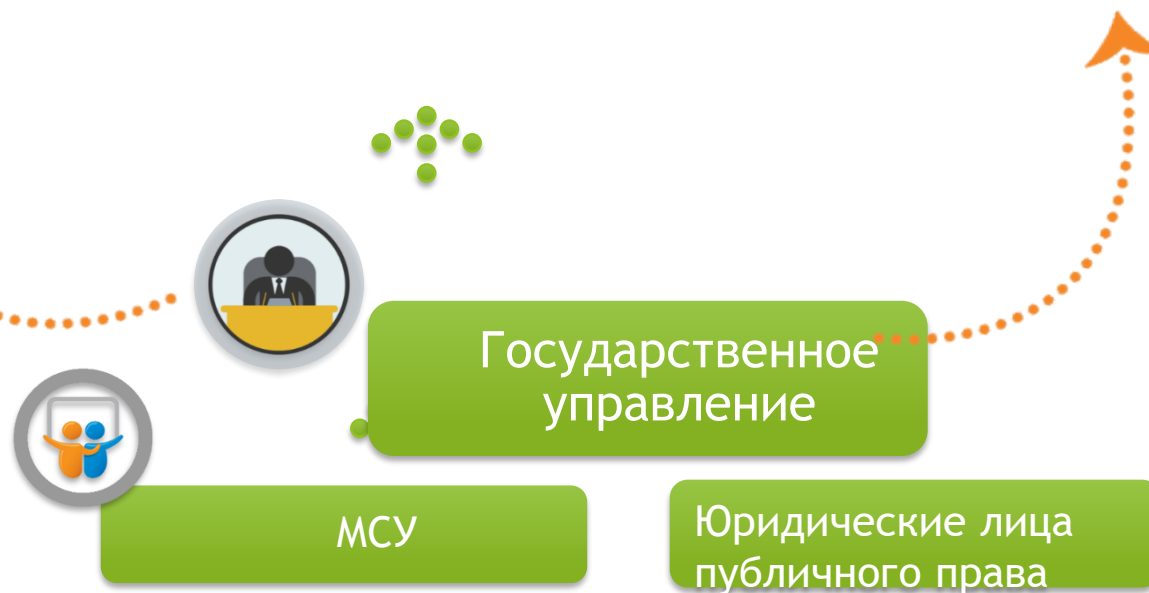 Государственное
управление
МСУ
Юридические лица
публичного права